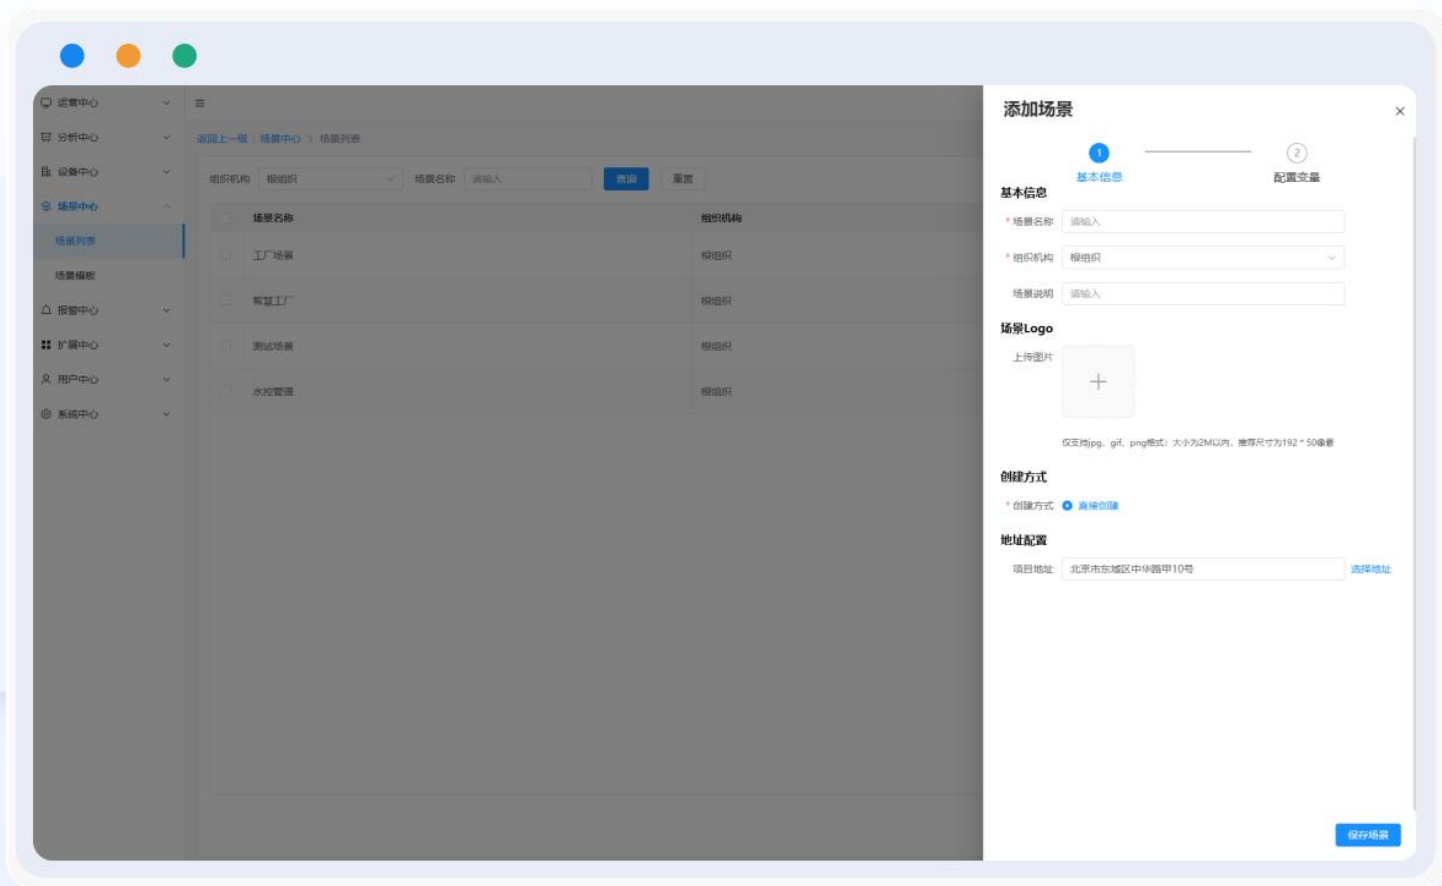 运营中心
分析中心
设备中心
场景中心
场景列表
场景模板
报警中心
扩展中心
用户中心
系统中心
返回上一级 | 场景中心 > 场景列表
组织机构 根组织 场景名称 请输入 查询 重置
场景名称 组织机构
工厂场景 根组织
智慧工厂 根组织
测试场景 根组织
水控管理 根组织
添加场景
1 2
基本信息 配置变量
基本信息
* 场景名称 请输入
* 组织机构 根组织
场景说明 请输入
场景Logo
上传图片
仅支持jpg、gif、png格式；大小为2M以内，推荐尺寸为192 * 50像素
创建方式
* 创建方式 直接创建
地址配置
项目地址 北京市东城区中华路甲10号 选择地址
保存场景